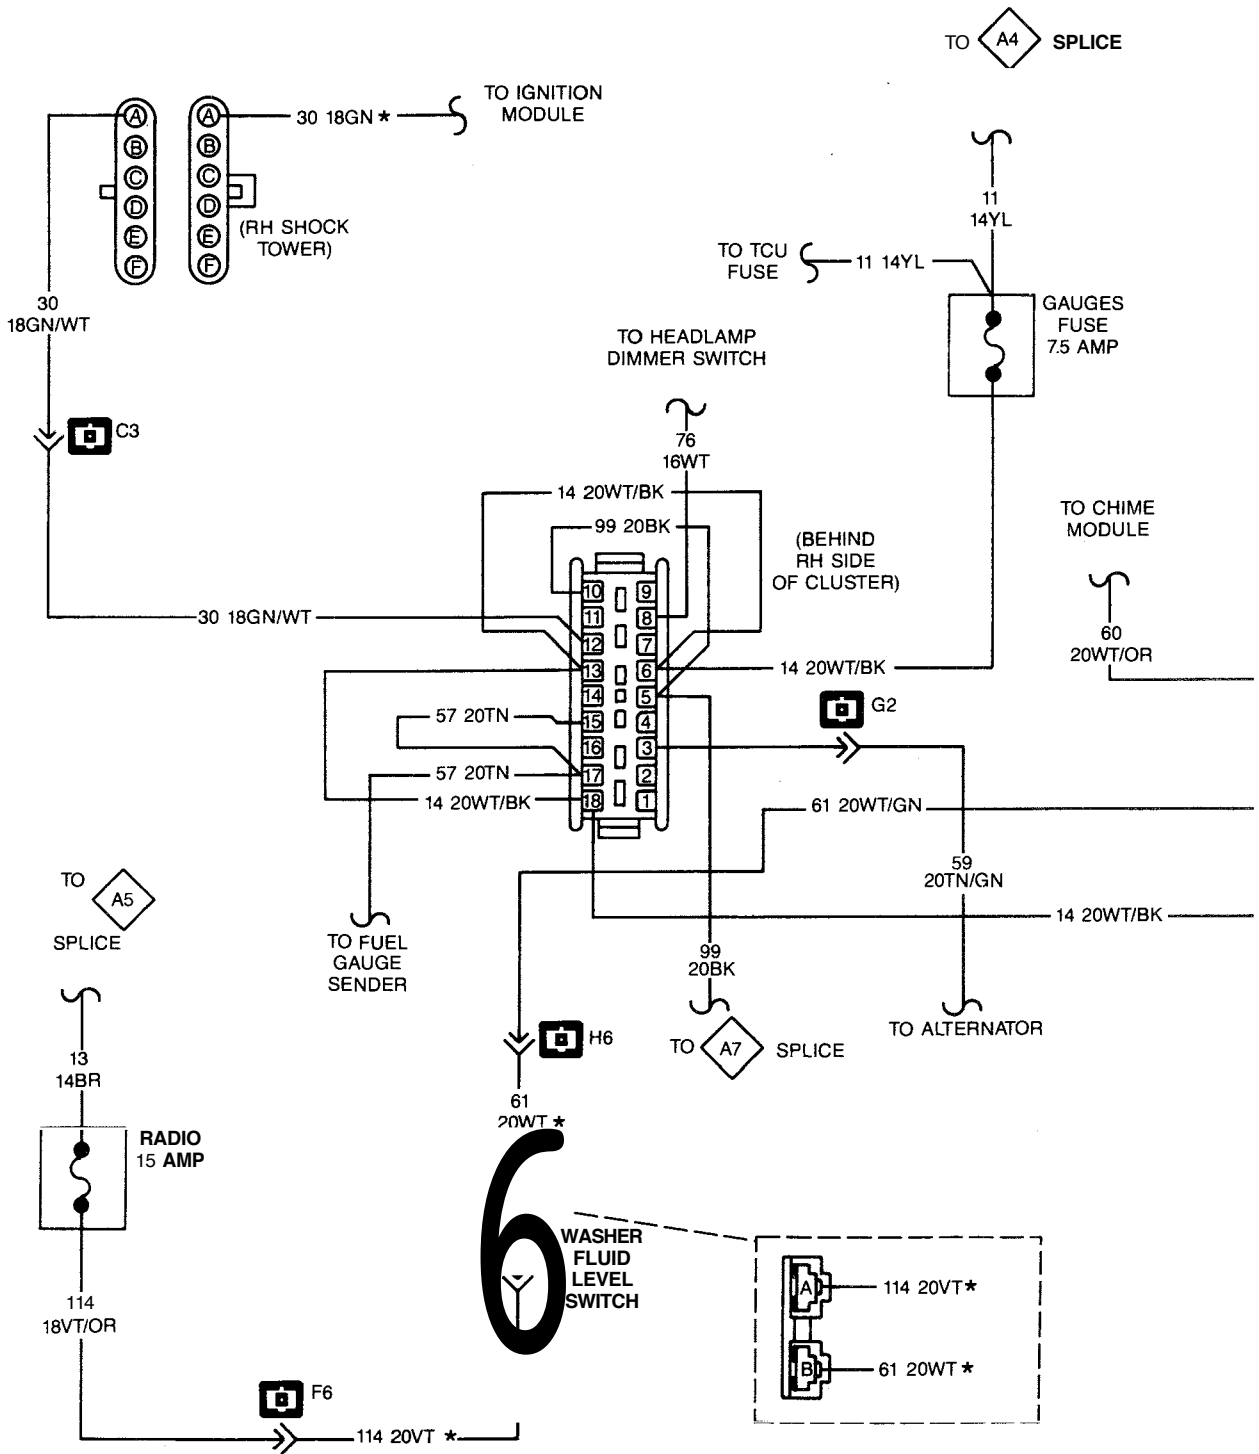 TO A4 SPLICE
TO IGNITION
MODULE
A A 30 18GN *
B B
C C
D D
E E
F F
(RH SHOCK
TOWER)
11
14YL
TO TCU
FUSE
11 14YL
30
18GN/WT
GAUGES
FUSE
7.5 AMP
TO HEADLAMP
DIMMER SWITCH
C3
76
16WT
14 20WT/BK
99 20BK
TO CHIME
MODULE
(BEHIND
RH SIDE
OF CLUSTER)
10 9
30 18GN/WT 11 8
12 7
60
20WT/OR
13 6 14 20WT/BK
14 5
G2
57 20TN 15 4
16 3
57 20TN 17 2
14 20WT/BK 18 1
61 20WT/GN
59
20TN/GN
TO A5
SPLICE
14 20WT/BK
TO FUEL
GAUGE
SENDER
99
20BK
TO ALTERNATOR
H6
TO A7 SPLICE
13
14BR
61
20WT *
RADIO
15 AMP
6
WASHER
FLUID
LEVEL
SWITCH
A 114 20VT *
114
18VT/OR
B 61 20WT *
F6
114 20VT *